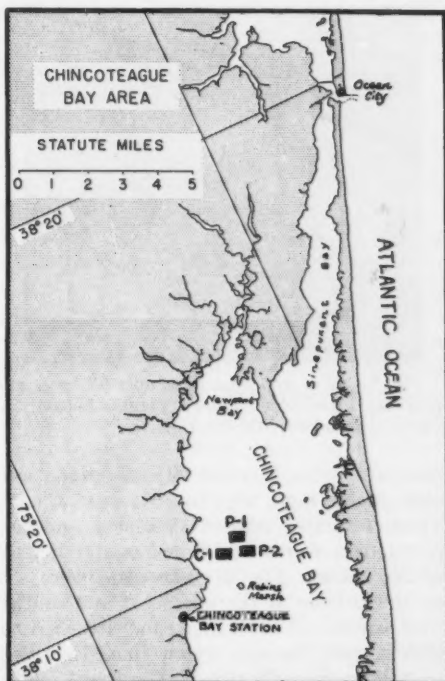 CHINCOTEAGUE
BAY AREA
STATUTE MILES
0 1 2 3 4 5
Ocean
City
38° 20'
ATLANTIC OCEAN
Sinepuxent Bay
Newport
Bay
CHINCOTEAGUE BAY
P-1
C-1
P-2
75° 20'
Robins
Marsh
CHINCOTEAGUE
BAY STATION
38° 10'